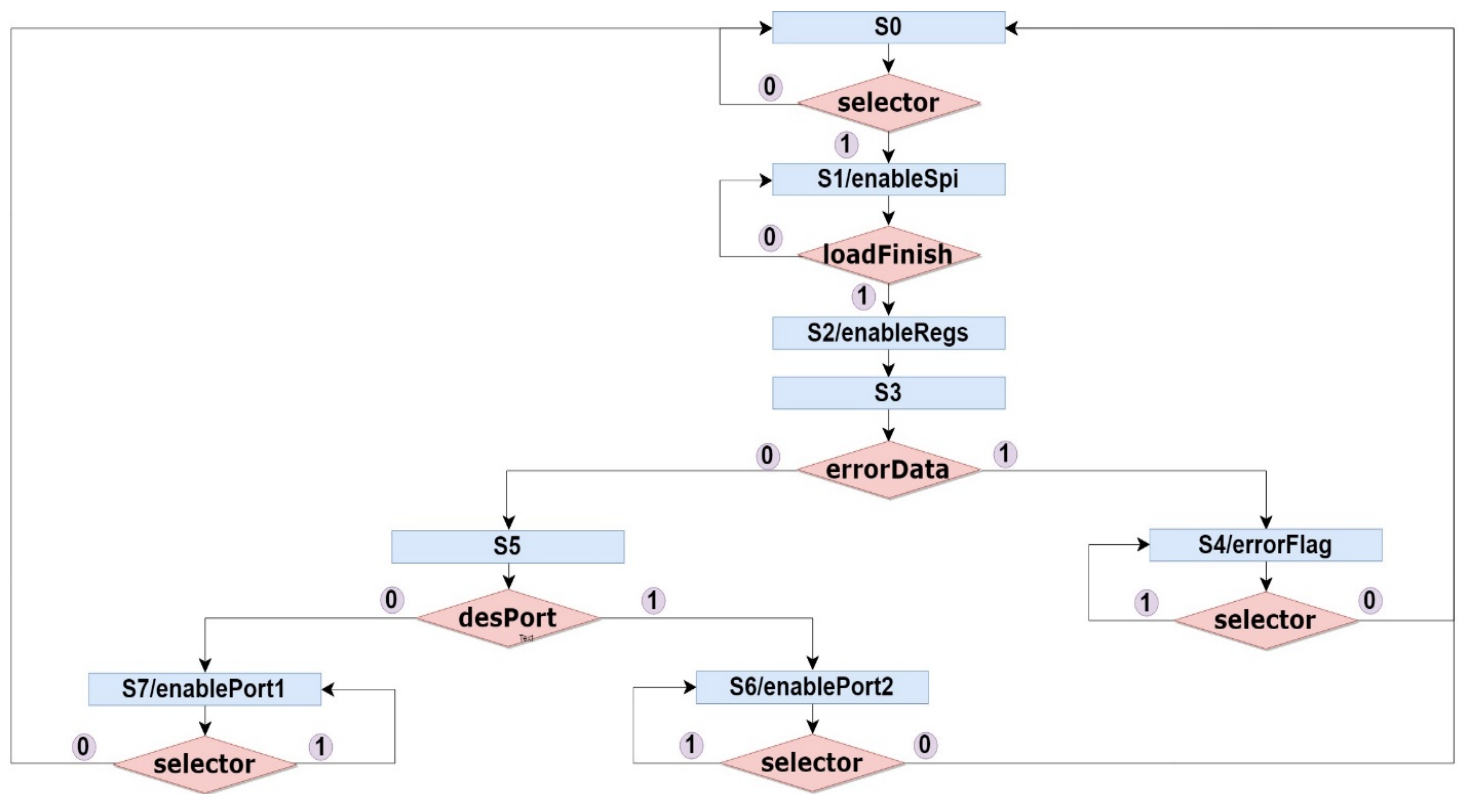 S0
0
selector
1
S1/enableSpi
0
loadFinish
1
S2/enableRegs
S3
0
errorData
1
S5
S4/errorFlag
0
desPort
1
Text
1
selector
0
S7/enablePort1
S6/enablePort2
0
selector
1
1
selector
0